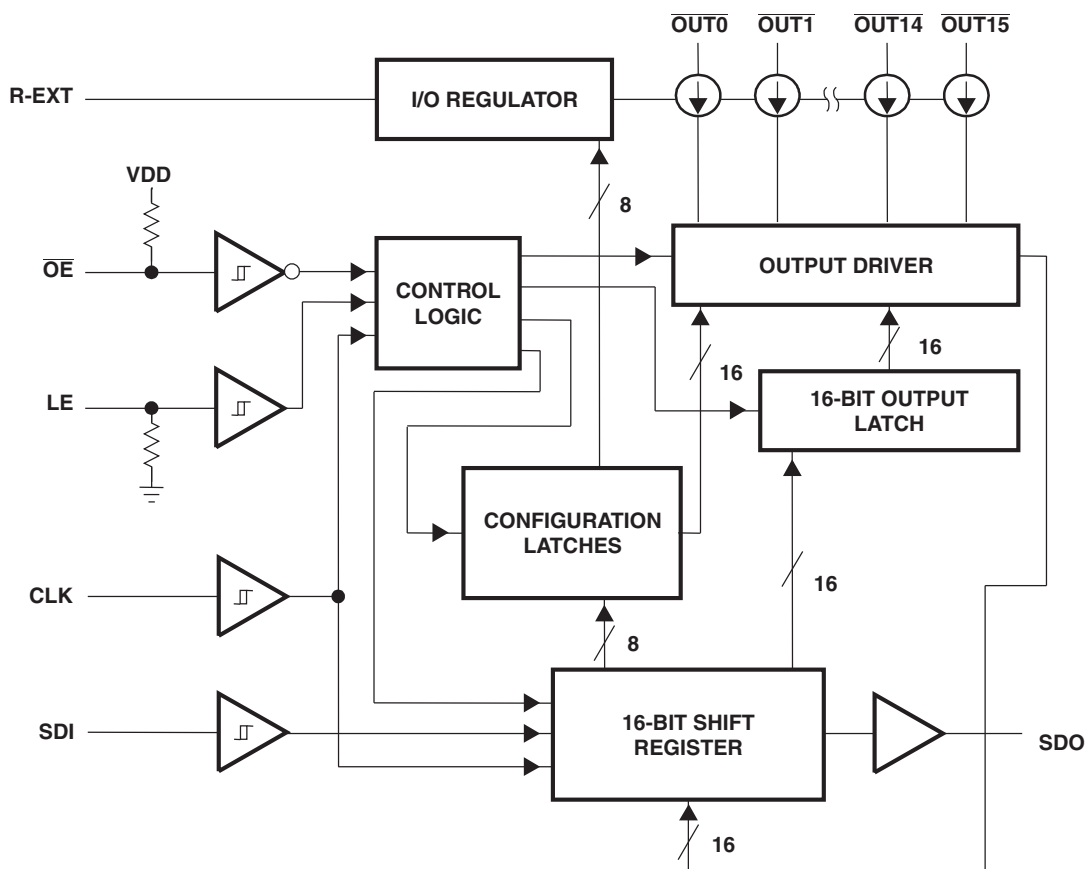 OUT0 OUT1 OUT14 OUT15
R-EXT
I/O REGULATOR
VDD
8
OE
CONTROL
LOGIC
OUTPUT DRIVER
16
16
LE
16-BIT OUTPUT
LATCH
CONFIGURATION
LATCHES
16
CLK
8
SDI
16-BIT SHIFT
REGISTER
SDO
16